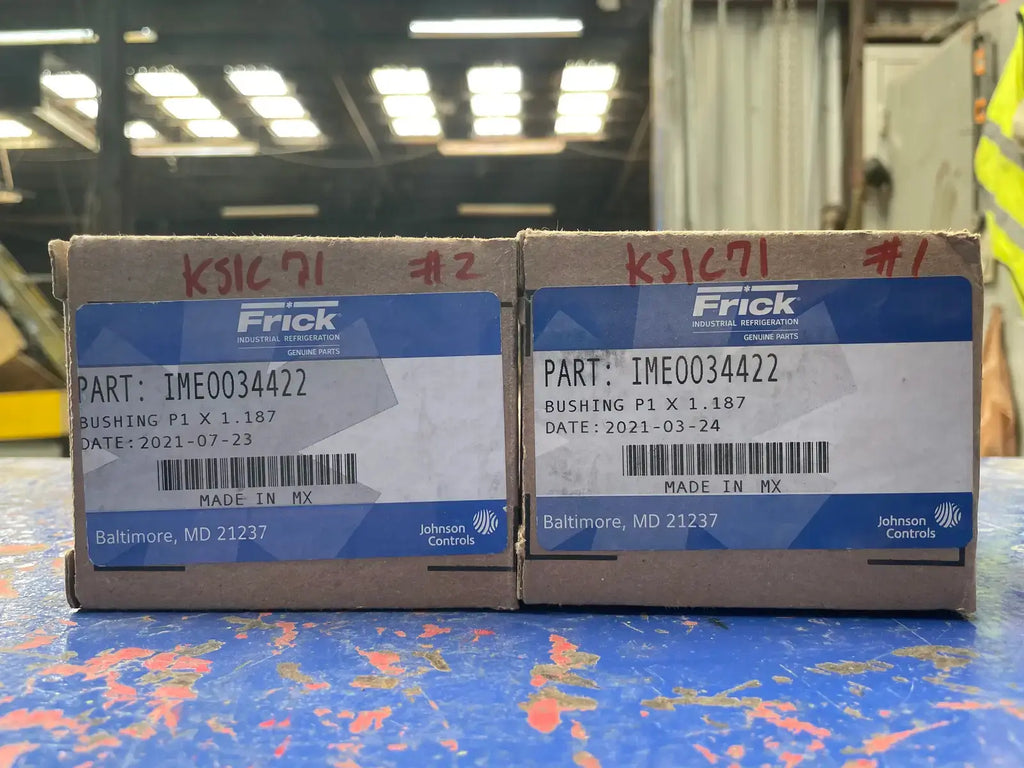 KS1C71 #2
Frick
INDUSTRIAL REFRIGERATION
GENUINE PARTS
PART: IME0034422
BUSHING P1 X 1.187
DATE: 2021-07-23
MADE IN MX
Baltimore, MD 21237
Johnson
Controls
KS1C71 #1
Frick
INDUSTRIAL REFRIGERATION
GENUINE PARTS
PART: IME0034422
BUSHING P1 X 1.187
DATE: 2021-03-24
MADE IN MX
Baltimore, MD 21237
Johnson
Controls